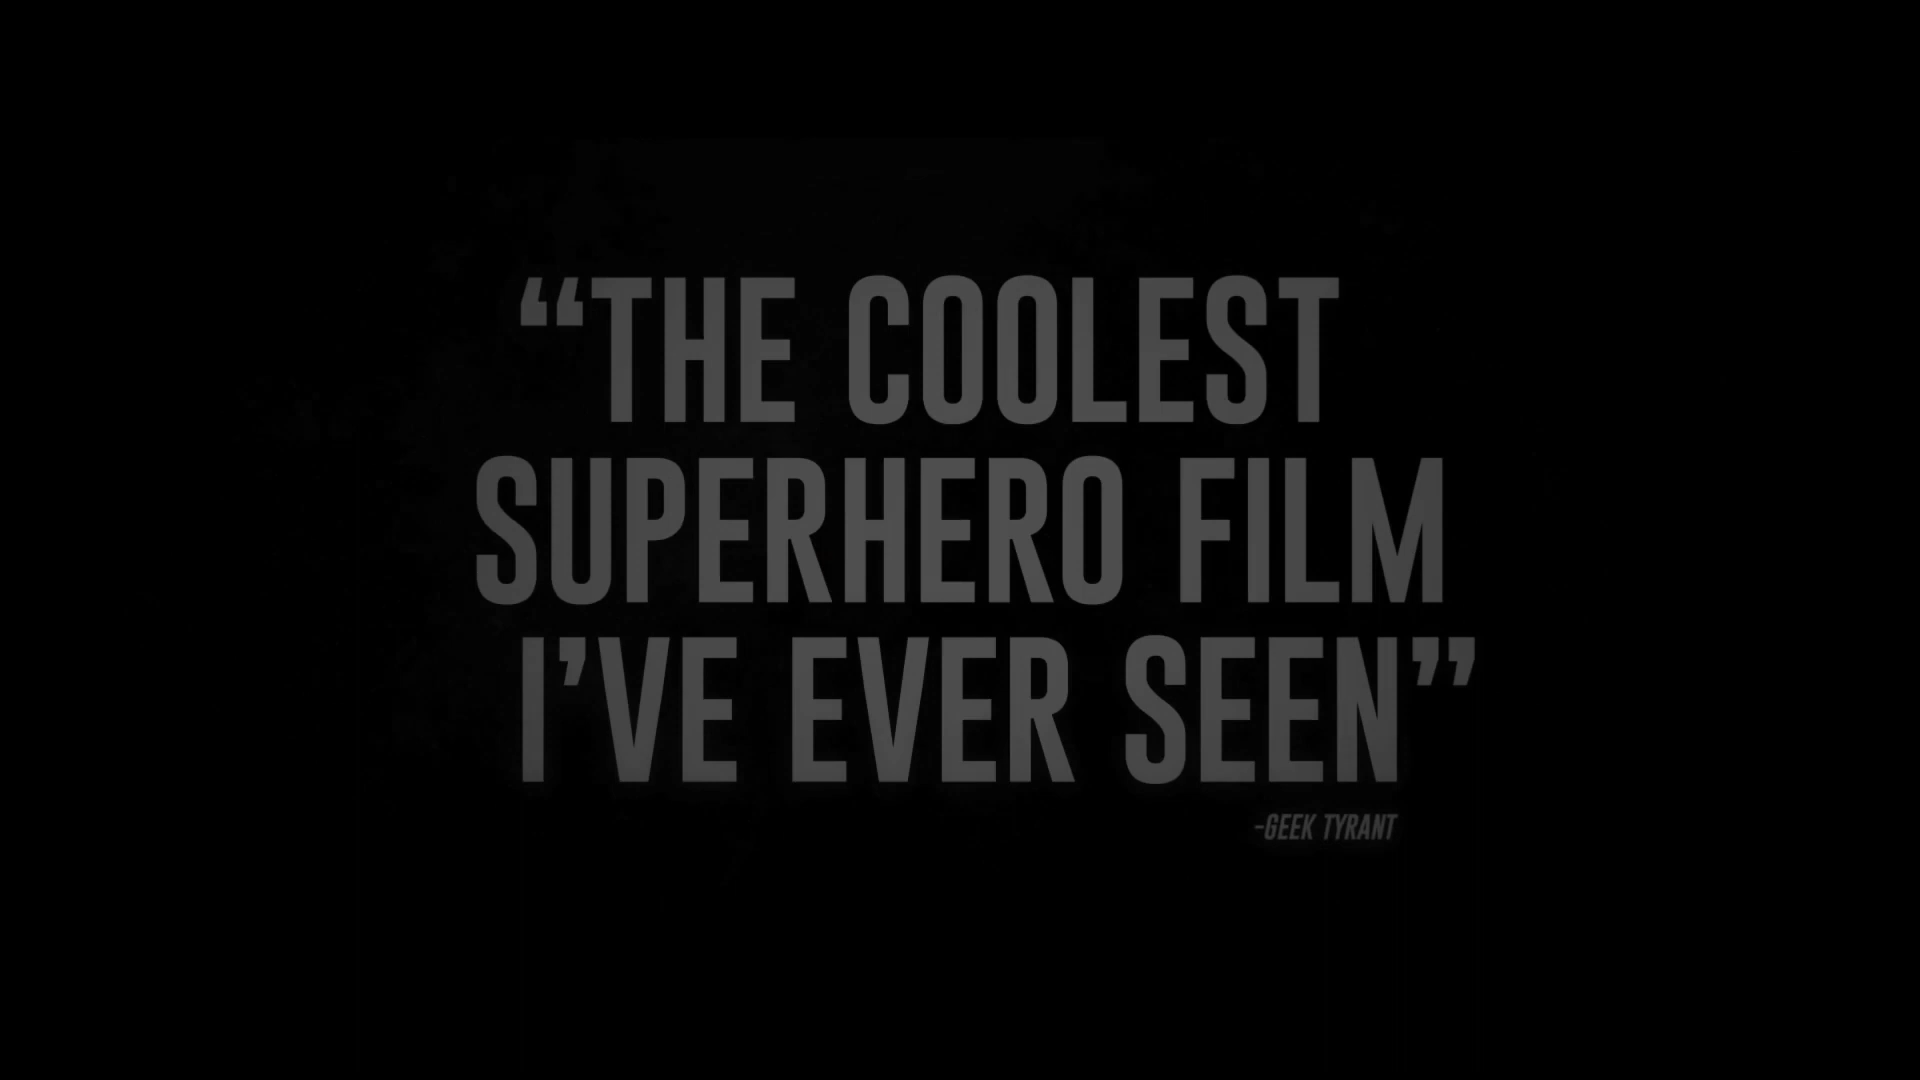 “THE COOLEST
SUPERHERO FILM
I’VE EVER SEEN”
-GEEK TYRANT